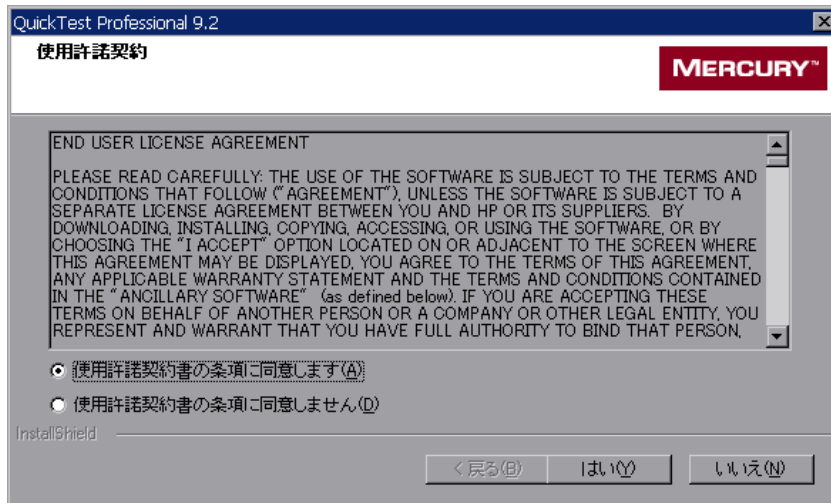 QuickTest Professional 9.2
使用許諾契約
MERCURY™
END USER LICENSE AGREEMENT
PLEASE READ CAREFULLY: THE USE OF THE SOFTWARE IS SUBJECT TO THE TERMS AND
CONDITIONS THAT FOLLOW ("AGREEMENT"), UNLESS THE SOFTWARE IS SUBJECT TO A
SEPARATE LICENSE AGREEMENT BETWEEN YOU AND HP OR ITS SUPPLIERS. BY
DOWNLOADING, INSTALLING, COPYING, ACCESSING, OR USING THE SOFTWARE, OR BY
CHOOSING THE "I ACCEPT" OPTION LOCATED ON OR ADJACENT TO THE SCREEN WHERE
THIS AGREEMENT MAY BE DISPLAYED, YOU AGREE TO THE TERMS OF THIS AGREEMENT,
ANY APPLICABLE WARRANTY STATEMENT AND THE TERMS AND CONDITIONS CONTAINED
IN THE "ANCILLARY SOFTWARE" (as defined below). IF YOU ARE ACCEPTING THESE
TERMS ON BEHALF OF ANOTHER PERSON OR A COMPANY OR OTHER LEGAL ENTITY, YOU
REPRESENT AND WARRANT THAT YOU HAVE FULL AUTHORITY TO BIND THAT PERSON,
使用許諾契約書の条項に同意します(A)
使用許諾契約書の条項に同意しません(D)
InstallShield
< 戻る(B)
はい(Y)
いいえ(N)